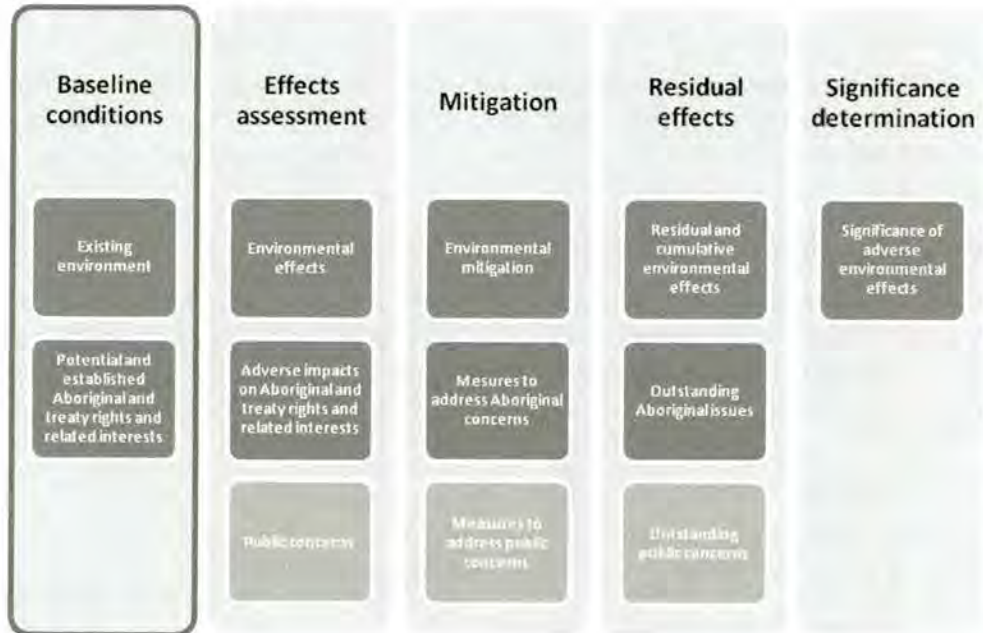 Baseline
conditions
Existing
environment
Potential and
established
Aboriginal and
treaty rights and
related interests
Effects
assessment
Environmental
effects
Adverse impacts
on Aboriginal and
treaty rights and
related interests
Public concerns
Mitigation
Environmental
mitigation
Mesures to
address Aboriginal
concerns
Measures to
address public
concerns
Residual
effects
Residual and
cumulative
environmental
effects
Outstanding
Aboriginal issues
Outstanding
public concerns
Significance
determination
Significance of
adverse
environmental
effects